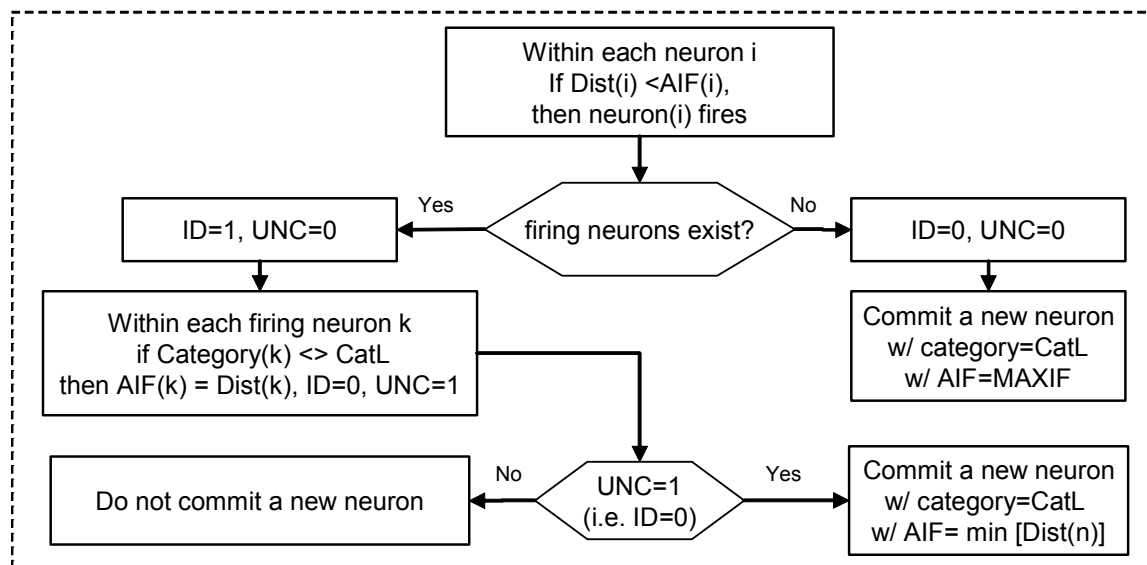 Within each neuron i
If Dist(i) <AIF(i),
then neuron(i) fires
firing neurons exist?
Yes
No
ID=1, UNC=0
ID=0, UNC=0
Within each firing neuron k
if Category(k) <> CatL
then AIF(k) = Dist(k), ID=0, UNC=1
Commit a new neuron
w/ category=CatL
w/ AIF=MAXIF
UNC=1
(i.e. ID=0)
No
Yes
Do not commit a new neuron
Commit a new neuron
w/ category=CatL
w/ AIF= min [Dist(n)]